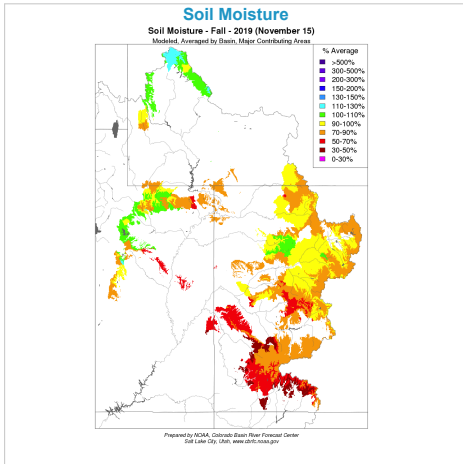 Soil Moisture
Soil Moisture - Fall - 2019 (November 15)
Modeled, Averaged by Basin, Major Contributing Areas
% Average
>500%
300-500%
200-300%
150-200%
130-150%
110-130%
100-110%
90-100%
70-90%
50-70%
30-50%
0-30%
Prepared by NOAA, Colorado Basin River Forecast Center
Salt Lake City, Utah, www.cbrfc.noaa.gov